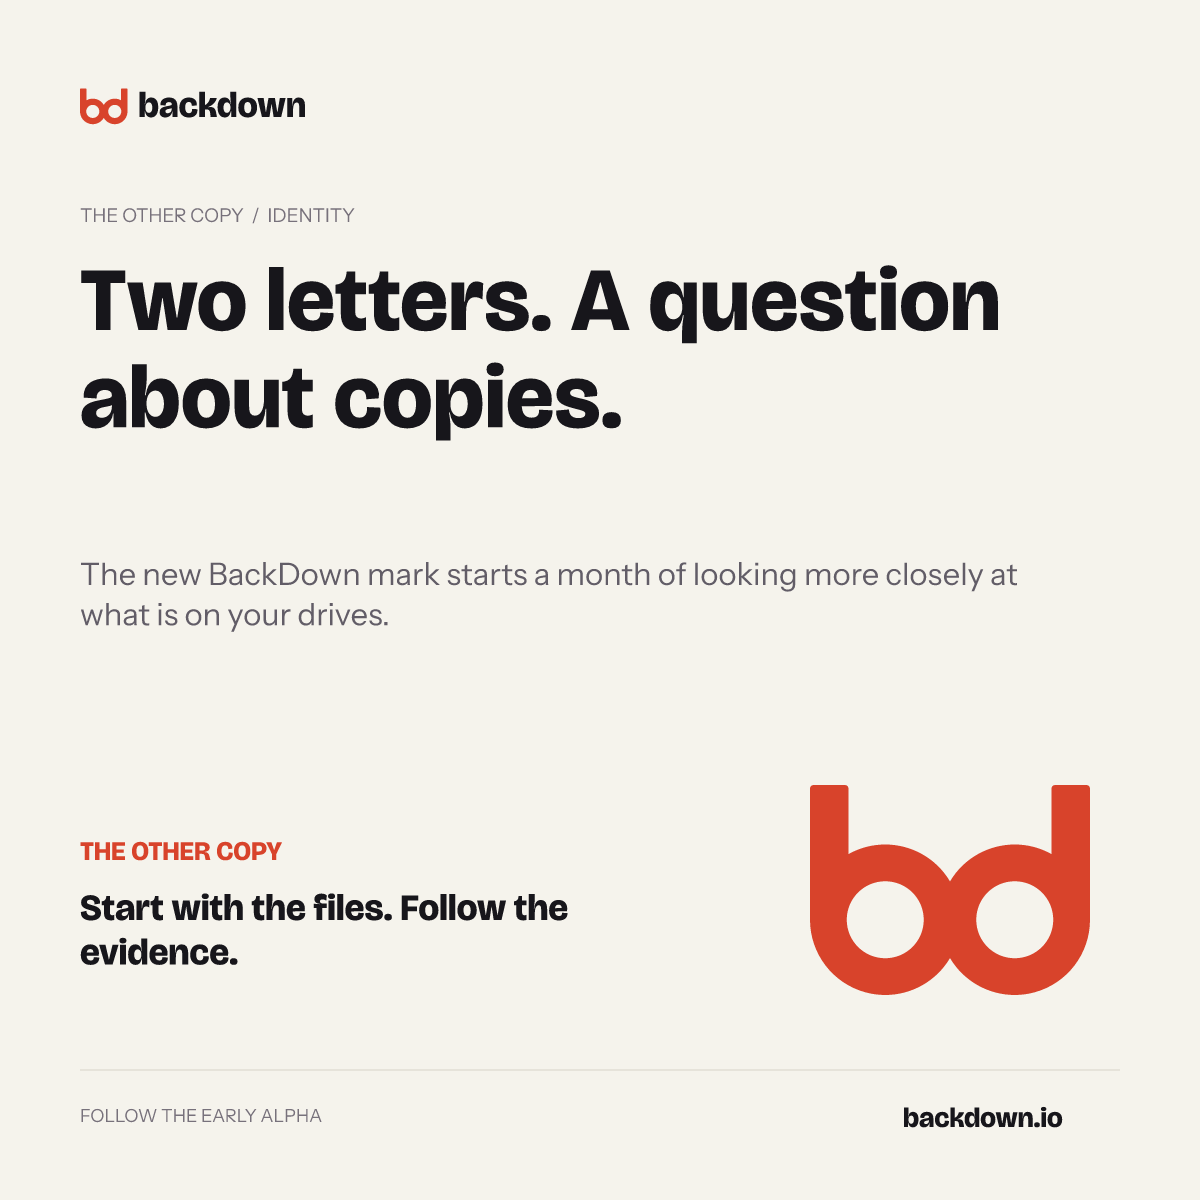 bd backdown
THE OTHER COPY / IDENTITY
Two letters. A question
about copies.
The new BackDown mark starts a month of looking more closely at
what is on your drives.
THE OTHER COPY
Start with the files. Follow the
evidence.
bd
FOLLOW THE EARLY ALPHA
backdown.io